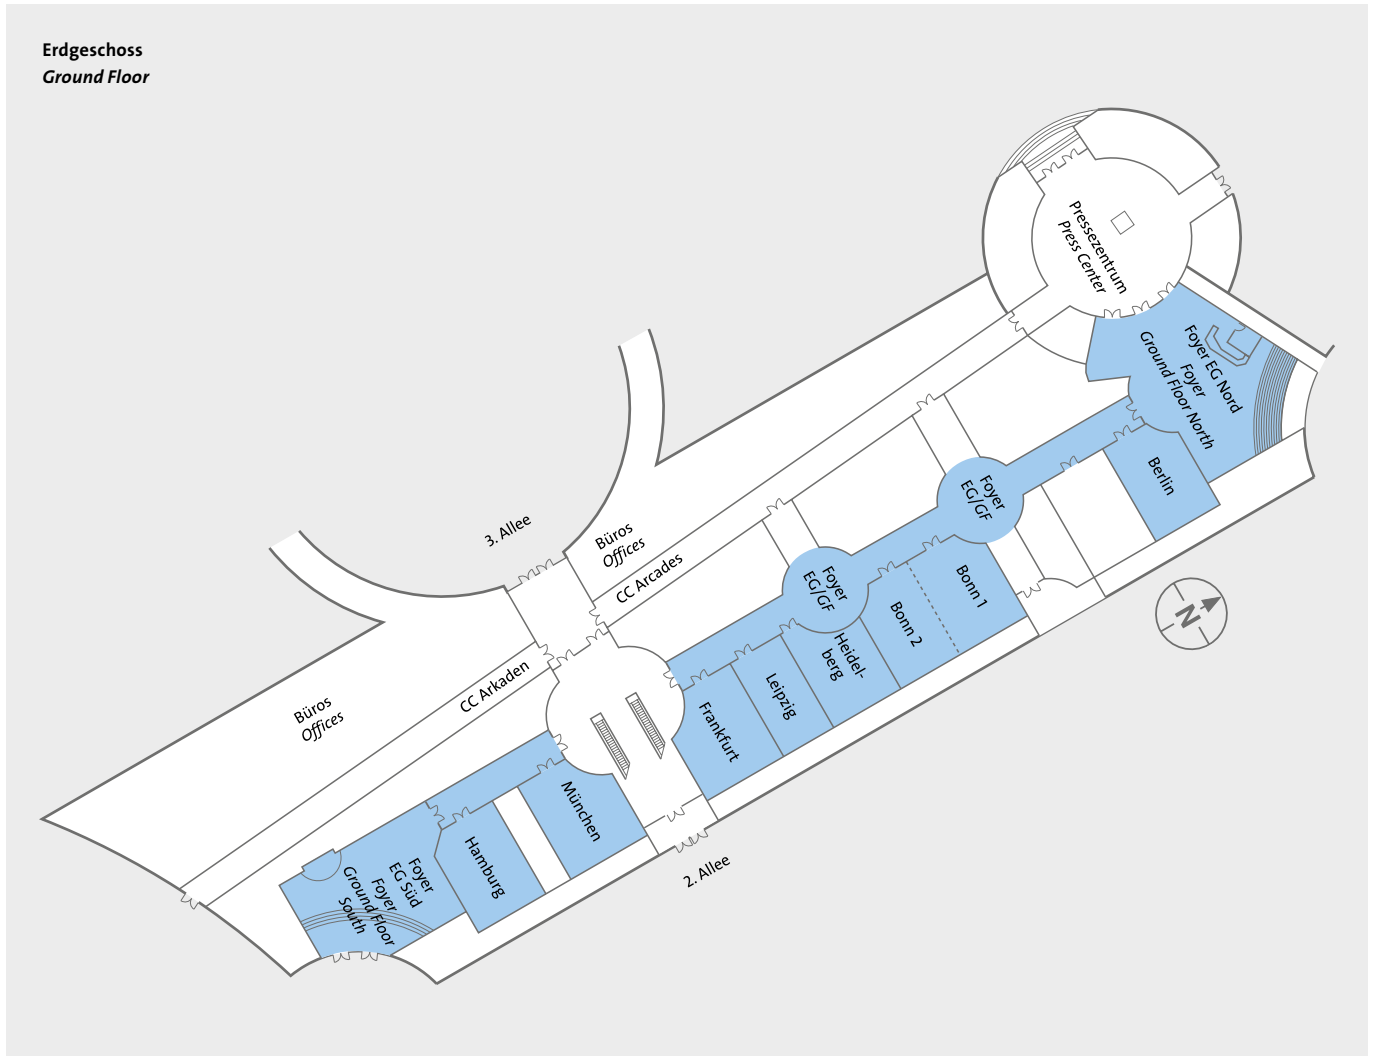 Erdgeschoss
Ground Floor
Pressezentrum
Press Center
Foyer EG Nord
Foyer
Ground Floor North
Berlin
Foyer
EG/GF
Foyer
EG/GF
Bonn 1
Bonn 2
Heidel-
berg
Leipzig
Frankfurt
3. Allee
Büros
Offices
CC Arcades
CC Arkaden
Büros
Offices
München
Hamburg
Foyer
EG Süd
Foyer
Ground Floor
South
2. Allee
N